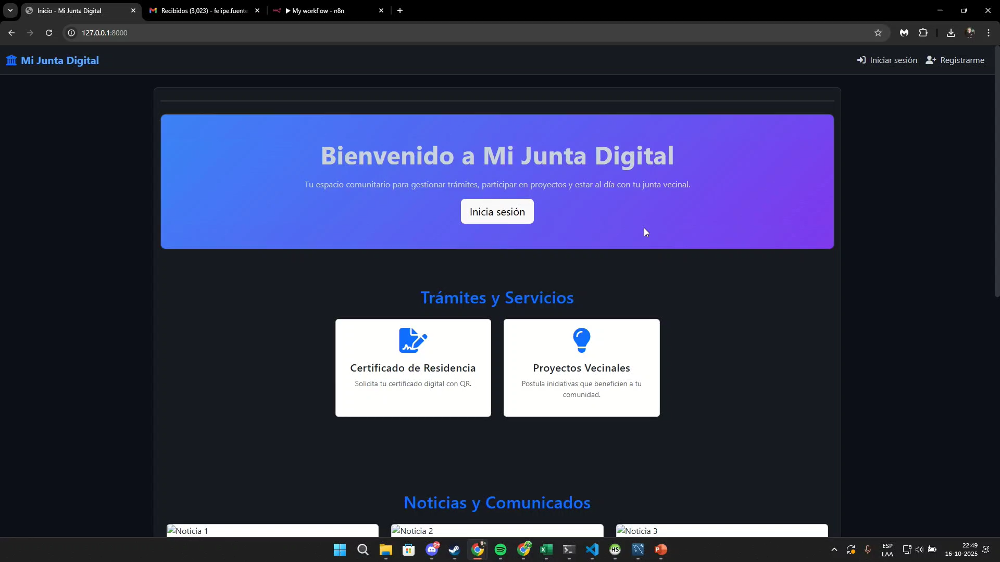 Inicio - Mi Junta Digital
Recibidos (3,023) - felipe.fuente
My workflow - n8n
127.0.0.1:8000
Mi Junta Digital
Iniciar sesión
Registrarme
Bienvenido a Mi Junta Digital
Tu espacio comunitario para gestionar trámites, participar en proyectos y estar al día con tu junta vecinal.
Inicia sesión
Trámites y Servicios
Certificado de Residencia
Solicita tu certificado digital con QR.
Proyectos Vecinales
Postula iniciativas que beneficien a tu
comunidad.
Noticias y Comunicados
Noticia 1
Noticia 2
Noticia 3
9+
HS
ESP
LAA
22:49
16-10-2025